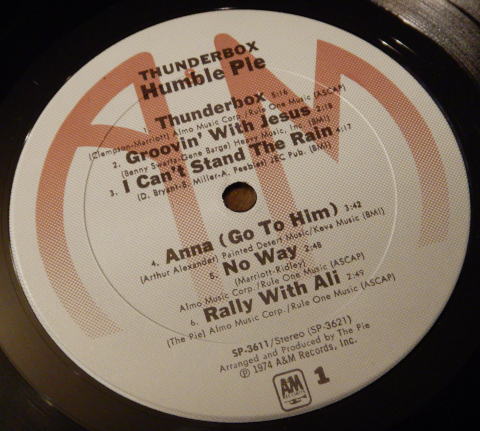 THUNDERBOX
Humble Pie
1. Thunderbox 5:16
(Clempson-Marriott) Almo Music Corp./Rule One Music (ASCAP)
2. Groovin' With Jesus 2:18
(Benny Swartz-Gene Barge) Heavy Music, Inc. (BMI)
3. I Can't Stand The Rain 4:17
(D. Bryant-B. Miller-A. Peebles) JEC Pub. (BMI)
4. Anna (Go To Him) 3:42
(Arthur Alexander) Painted Desert Music/Keva Music (BMI)
5. No Way 2:48
(Marriott-Ridley)
Almo Music Corp./Rule One Music (ASCAP)
6. Rally With Ali 2:49
(The Pie) Almo Music Corp./Rule One Music (ASCAP)
SP-3611/Stereo (SP-3621)
Arranged and Produced by The Pie
℗ 1974 A&M Records, Inc.
A&M
1